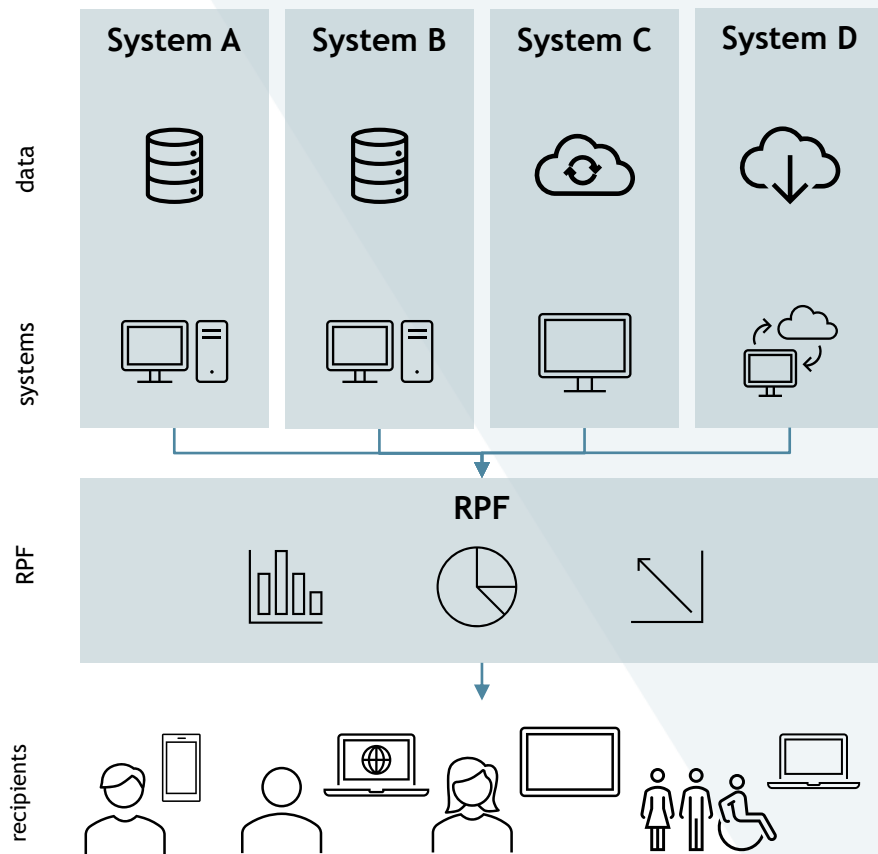 System A
System B
System C
System D
data
systems
RPF
RPF
recipients